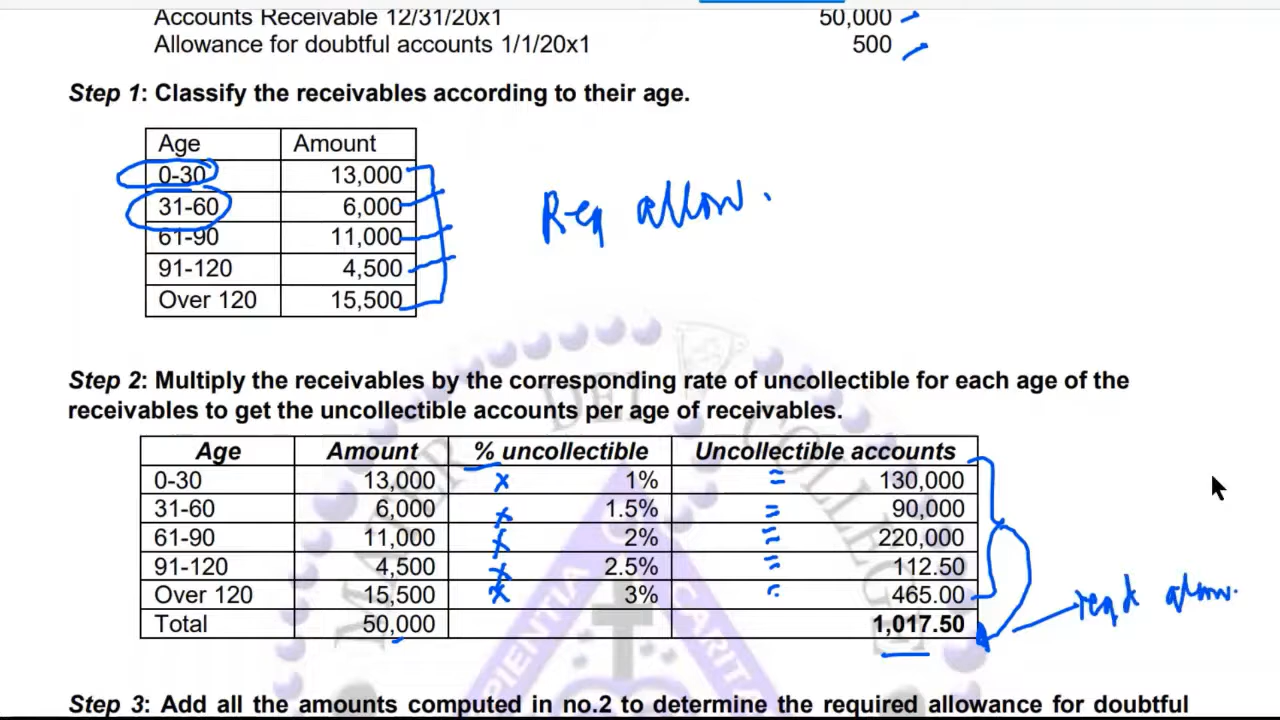 Accounts Receivable 12/31/20x1 50,000
Allowance for doubtful accounts 1/1/20x1 500
Step 1: Classify the receivables according to their age.
Age Amount
0-30 13,000
31-60 6,000
61-90 11,000
91-120 4,500
Over 120 15,500
Req allow.
Step 2: Multiply the receivables by the corresponding rate of uncollectible for each age of the
receivables to get the uncollectible accounts per age of receivables.
Age Amount % uncollectible Uncollectible accounts
0-30 13,000 x 1% = 130,000
31-60 6,000 x 1.5% = 90,000
61-90 11,000 x 2% = 220,000
91-120 4,500 x 2.5% = 112.50
Over 120 15,500 x 3% = 465.00
Total 50,000 1,017.50
req'd allow.
MATER DEI COLLEGE
CARITA
Step 3: Add all the amounts computed in no.2 to determine the required allowance for doubtful